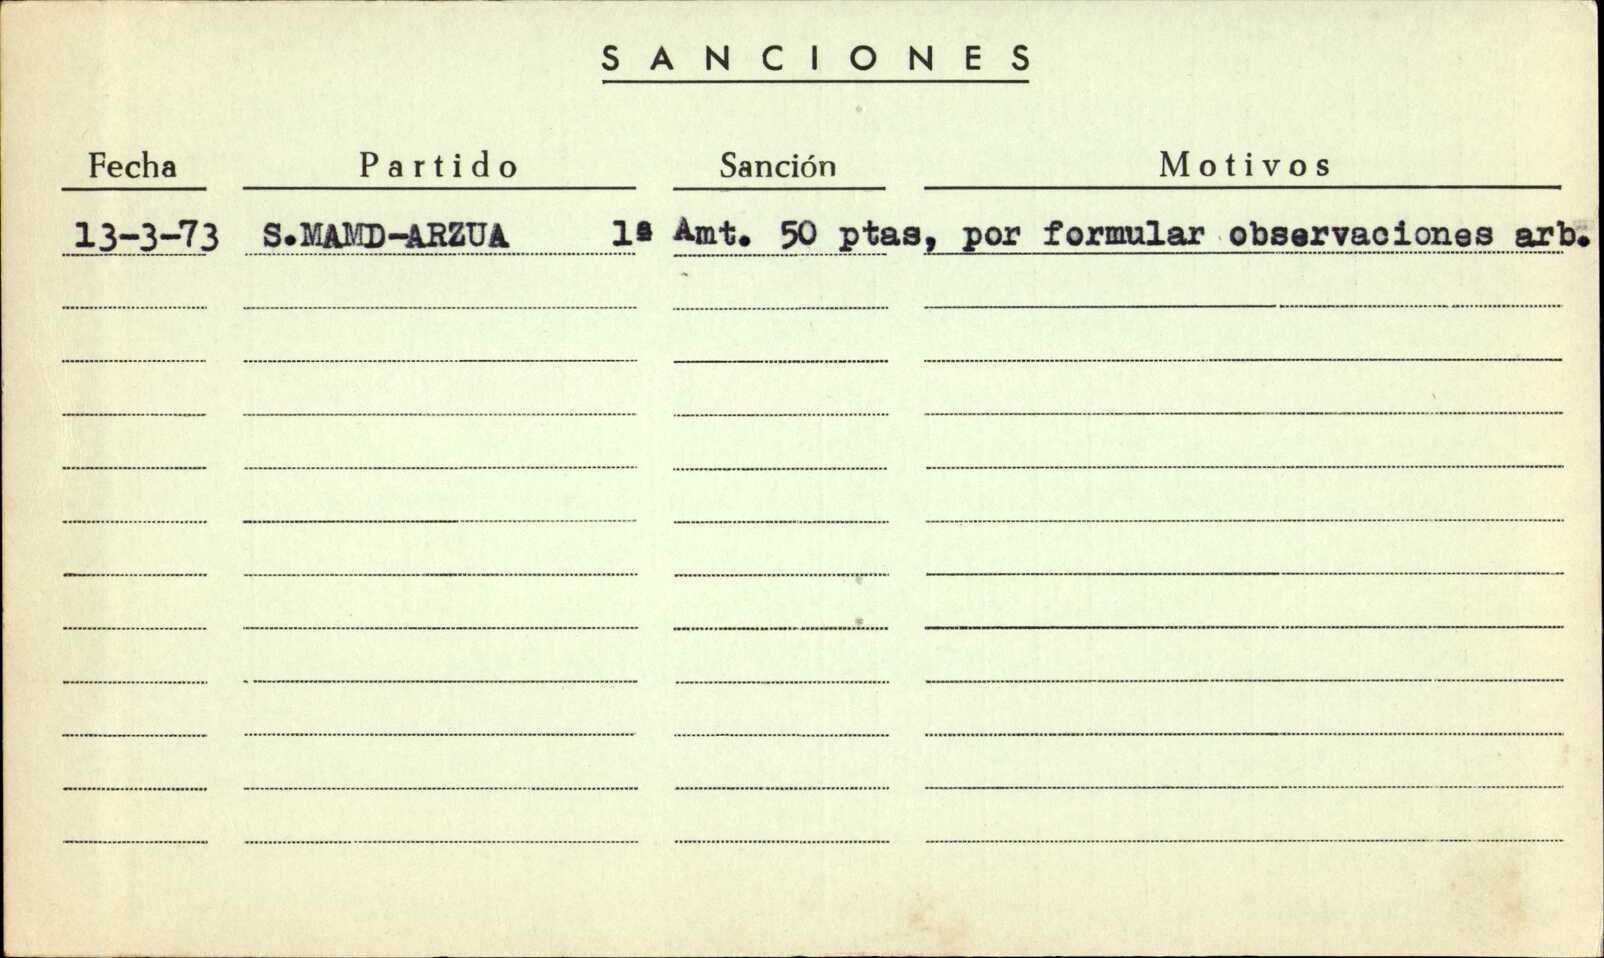 SANCIONES
Fecha Partido Sanción Motivos
13-3-73 S.MAMD-ARZUA 1ª Amt. 50 ptas, por formular observaciones arb.